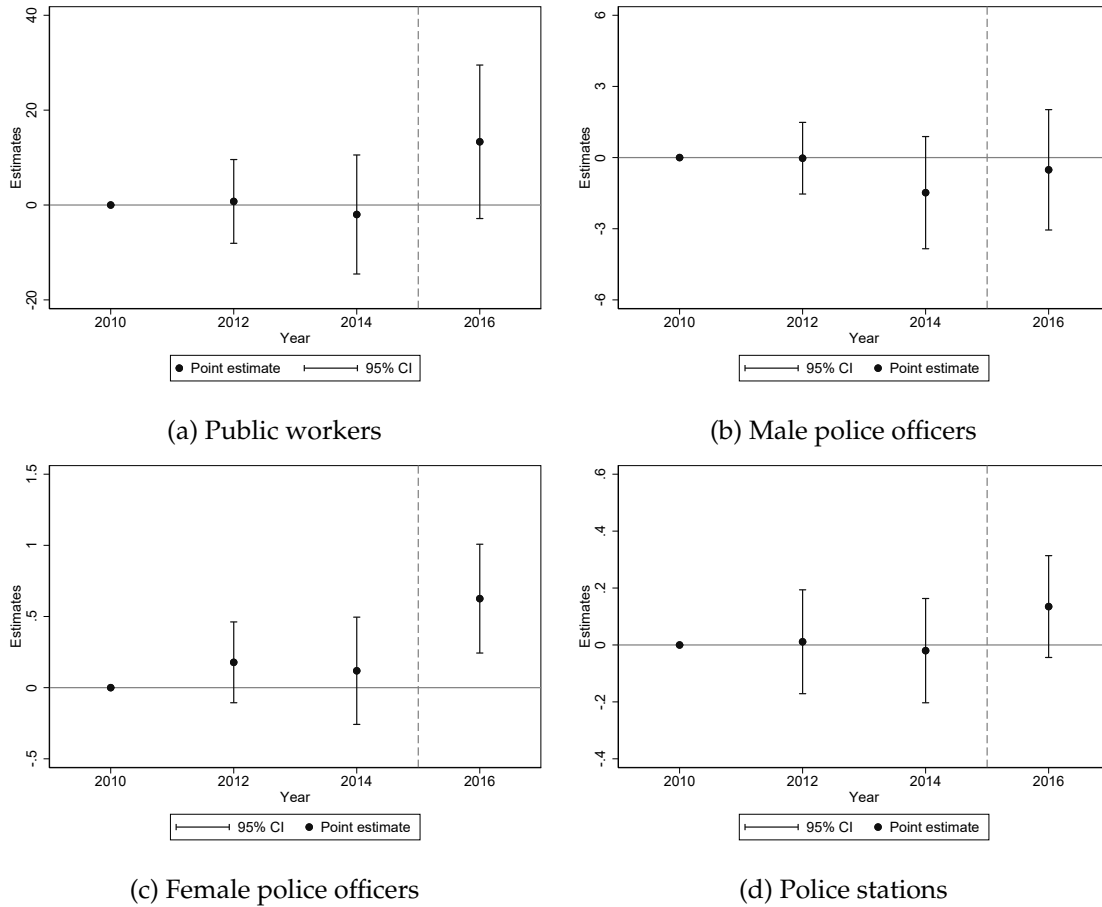 40
20
0
-20
Estimates
2010 2012 2014 2016
Year
Point estimate 95% CI
(a) Public workers
6
3
0
-3
-6
Estimates
2010 2012 2014 2016
Year
95% CI Point estimate
(b) Male police officers
1.5
1
.5
0
-.5
Estimates
2010 2012 2014 2016
Year
95% CI Point estimate
(c) Female police officers
.6
.4
.2
0
-.2
-.4
Estimates
2010 2012 2014 2016
Year
95% CI Point estimate
(d) Police stations